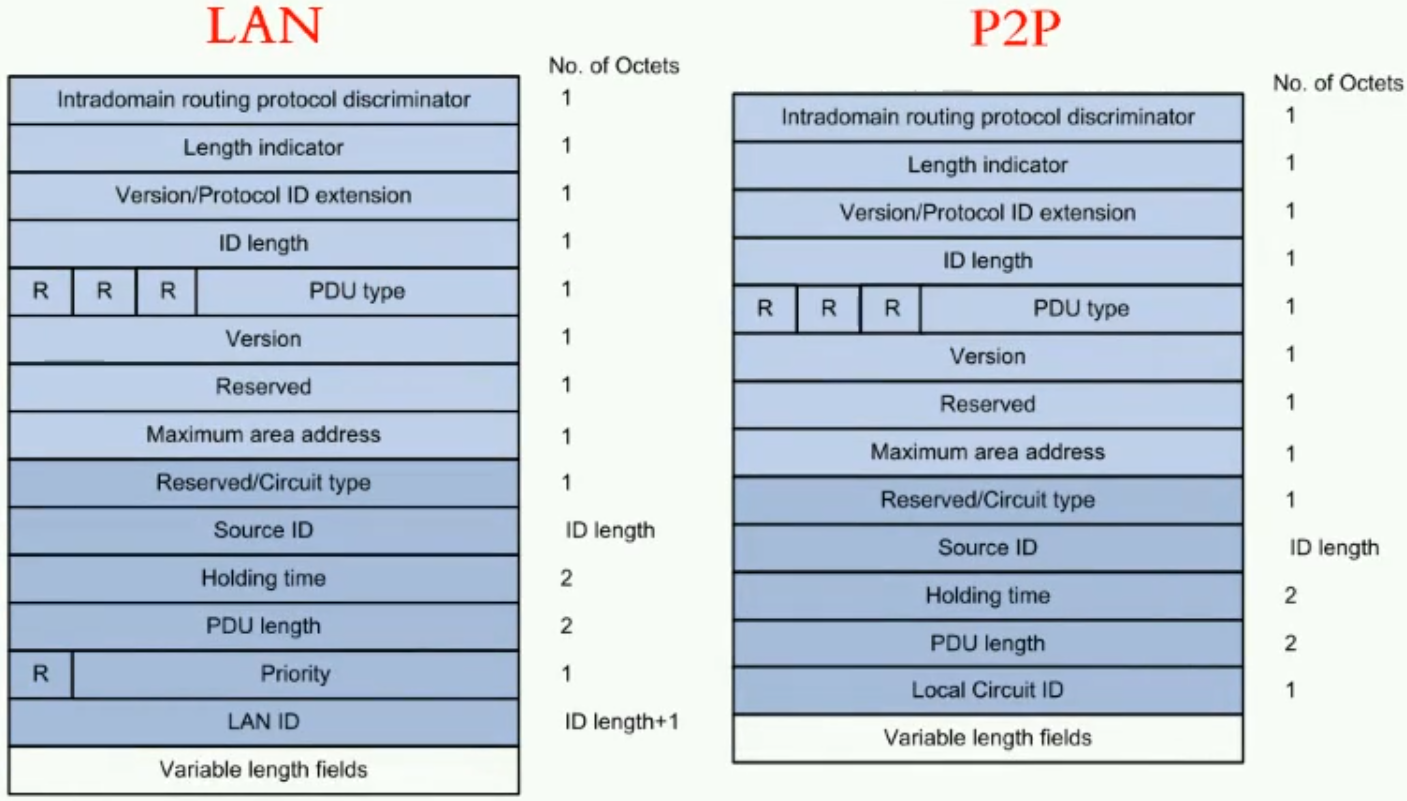 LAN
No. of Octets
Intradomain routing protocol discriminator 1
Length indicator 1
Version/Protocol ID extension 1
ID length 1
R R R PDU type 1
Version 1
Reserved 1
Maximum area address 1
Reserved/Circuit type 1
Source ID ID length
Holding time 2
PDU length 2
R Priority 1
LAN ID ID length+1
Variable length fields
P2P
No. of Octets
Intradomain routing protocol discriminator 1
Length indicator 1
Version/Protocol ID extension 1
ID length 1
R R R PDU type 1
Version 1
Reserved 1
Maximum area address 1
Reserved/Circuit type 1
Source ID ID length
Holding time 2
PDU length 2
Local Circuit ID 1
Variable length fields